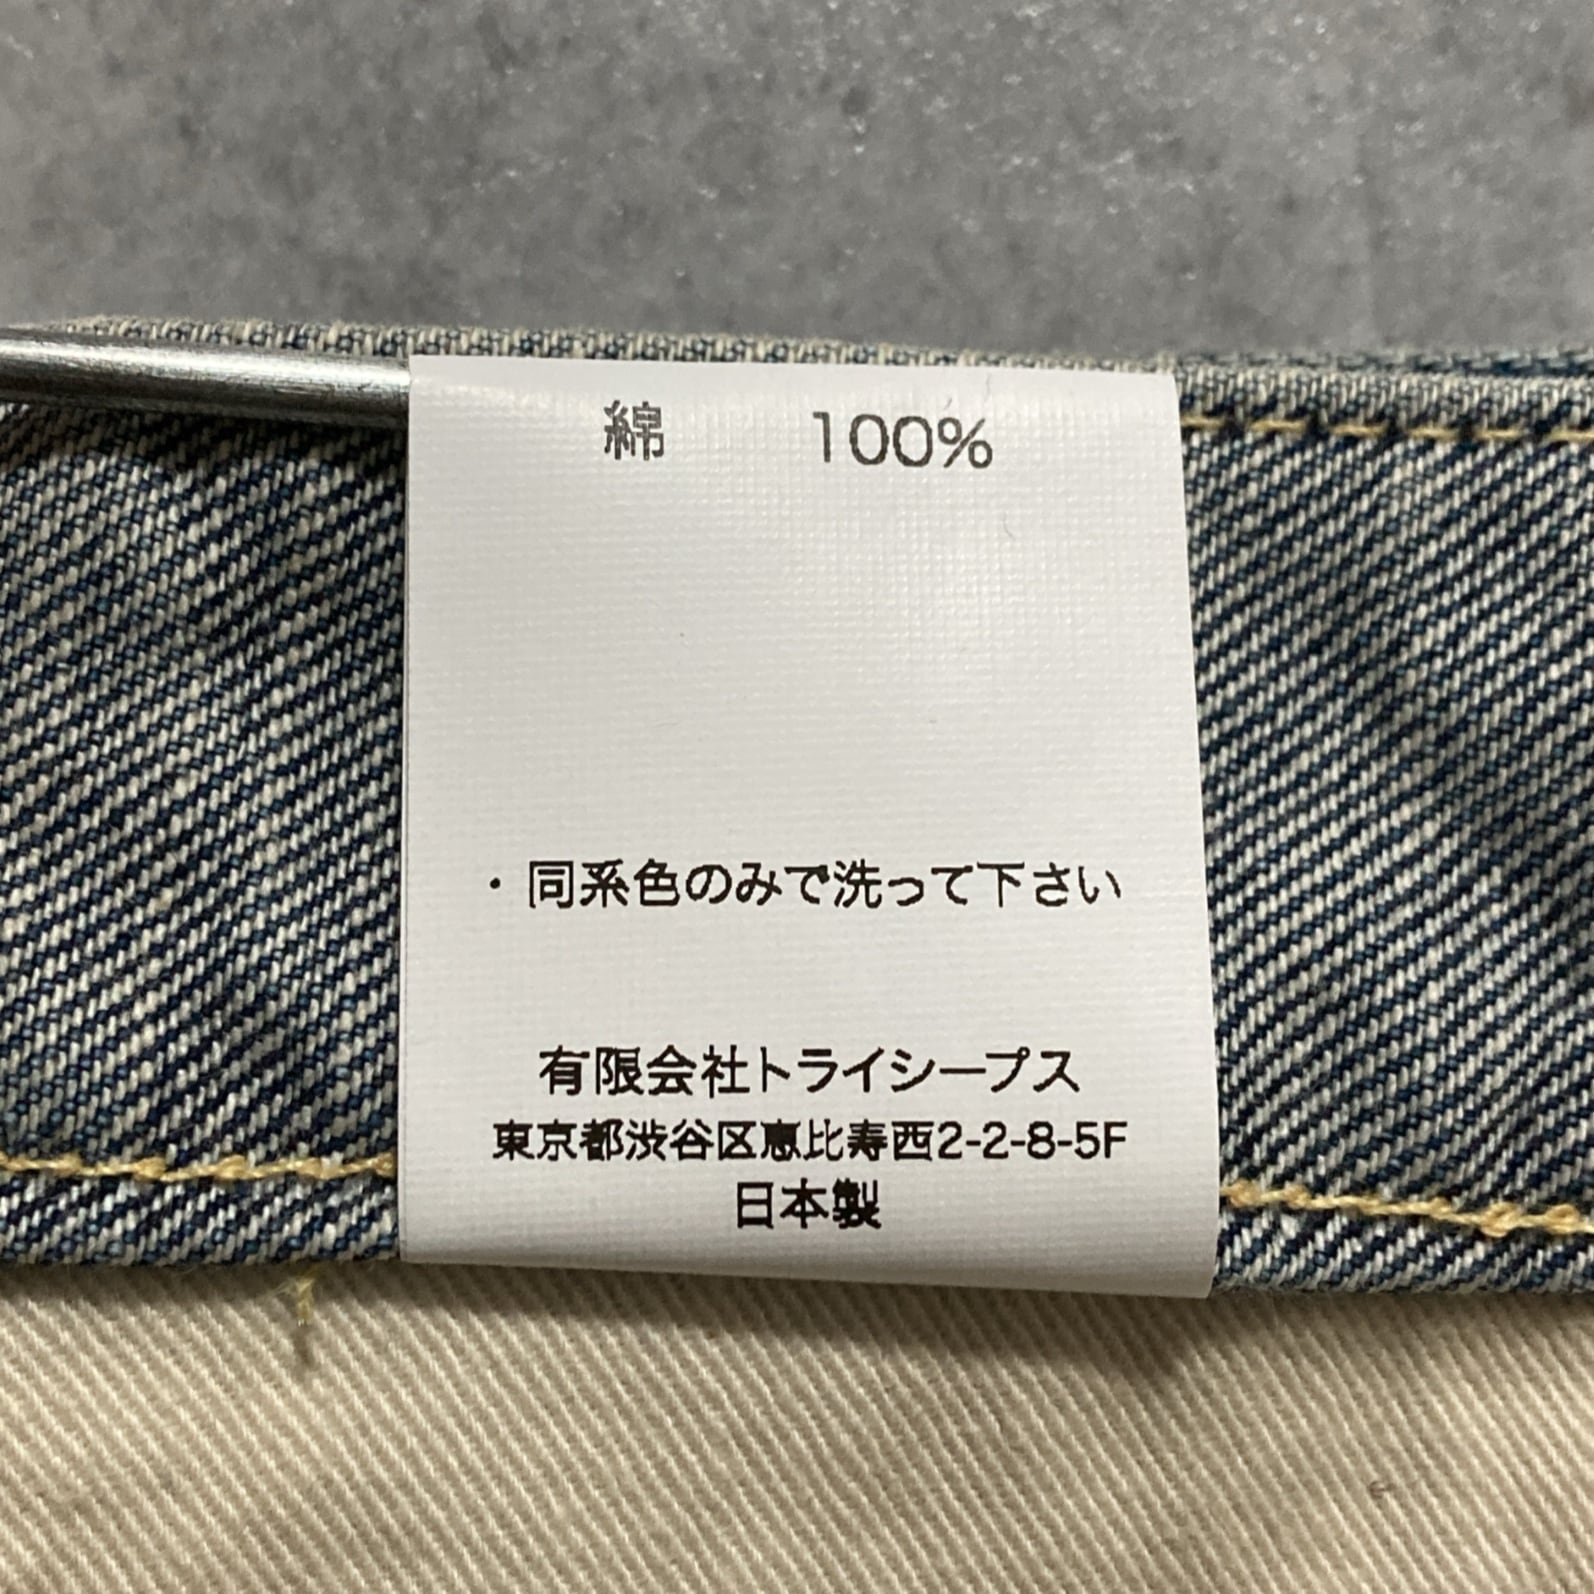 綿 100%
・同系色のみで洗って下さい
有限会社トライシープス
東京都渋谷区恵比寿西2-2-8-5F
日本製